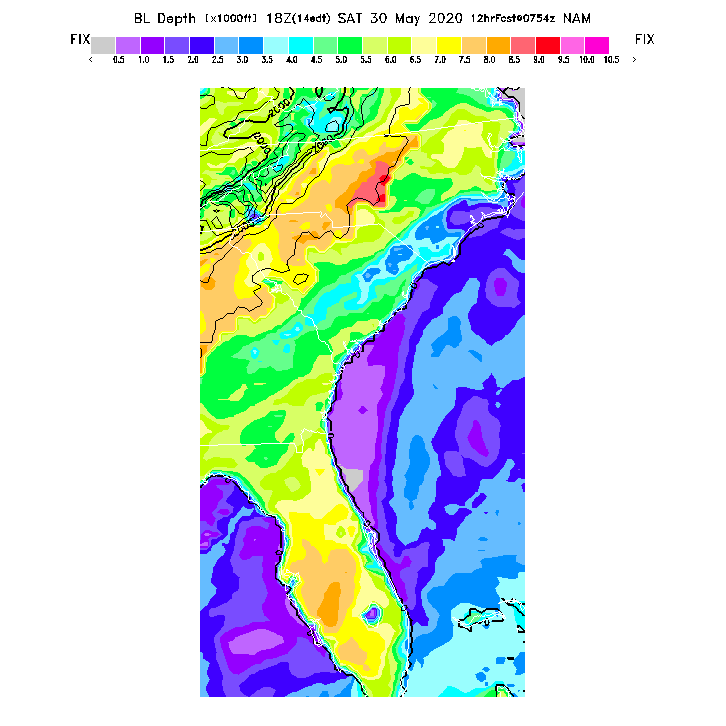 BL Depth [x1000ft] 18Z(14edt) SAT 30 May 2020 12hrFcst@0754z NAM
FIX FIX
< 0.5 1.0 1.5 2.0 2.5 3.0 3.5 4.0 4.5 5.0 5.5 6.0 6.5 7.0 7.5 8.0 8.5 9.0 9.5 10.0 10.5 >
2000
2000